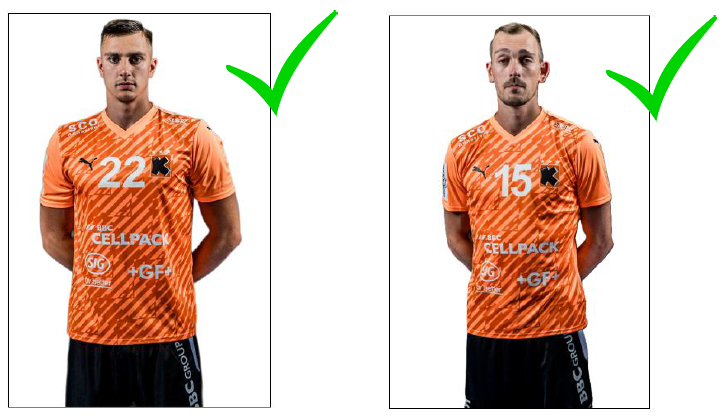 SCO
22
K
BBC
CELLPACK
SIG
+GF+
BBC GROUP
SCO
15
K
BBC
CELLPACK
SIG
+GF+
BBC GROUP